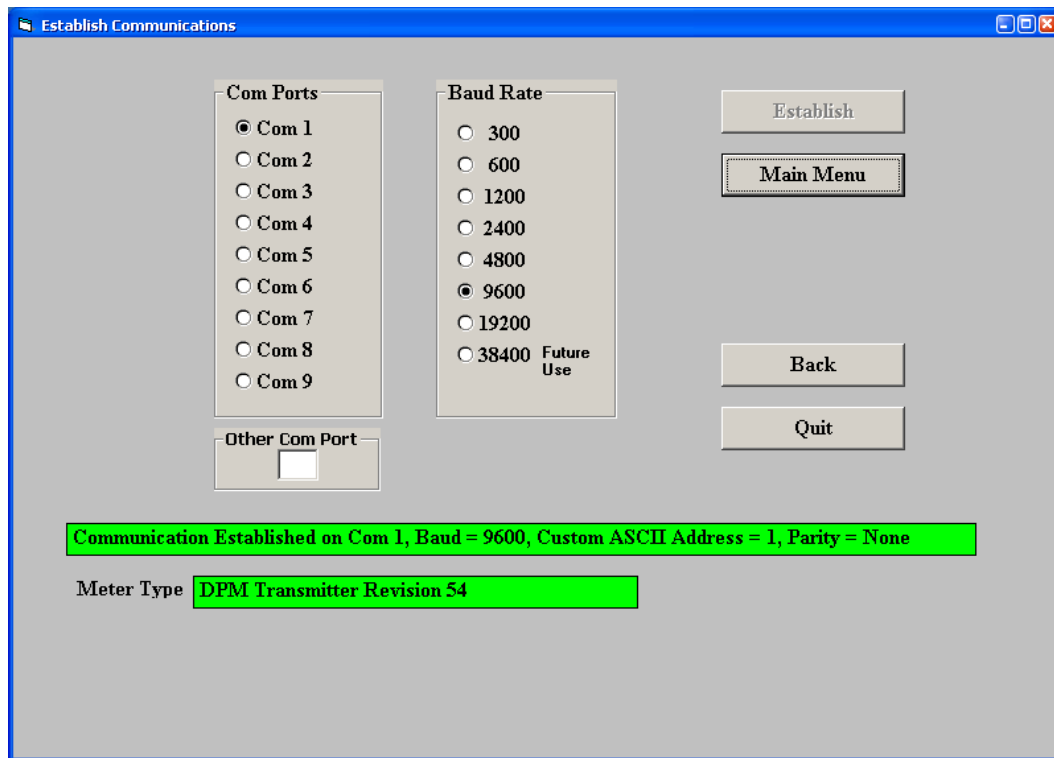 Establish Communications
Com Ports
Com 1
Com 2
Com 3
Com 4
Com 5
Com 6
Com 7
Com 8
Com 9
Other Com Port
Baud Rate
300
600
1200
2400
4800
9600
19200
38400 Future
Use
Establish
Main Menu
Back
Quit
Communication Established on Com 1, Baud = 9600, Custom ASCII Address = 1, Parity = None
Meter Type DPM Transmitter Revision 54